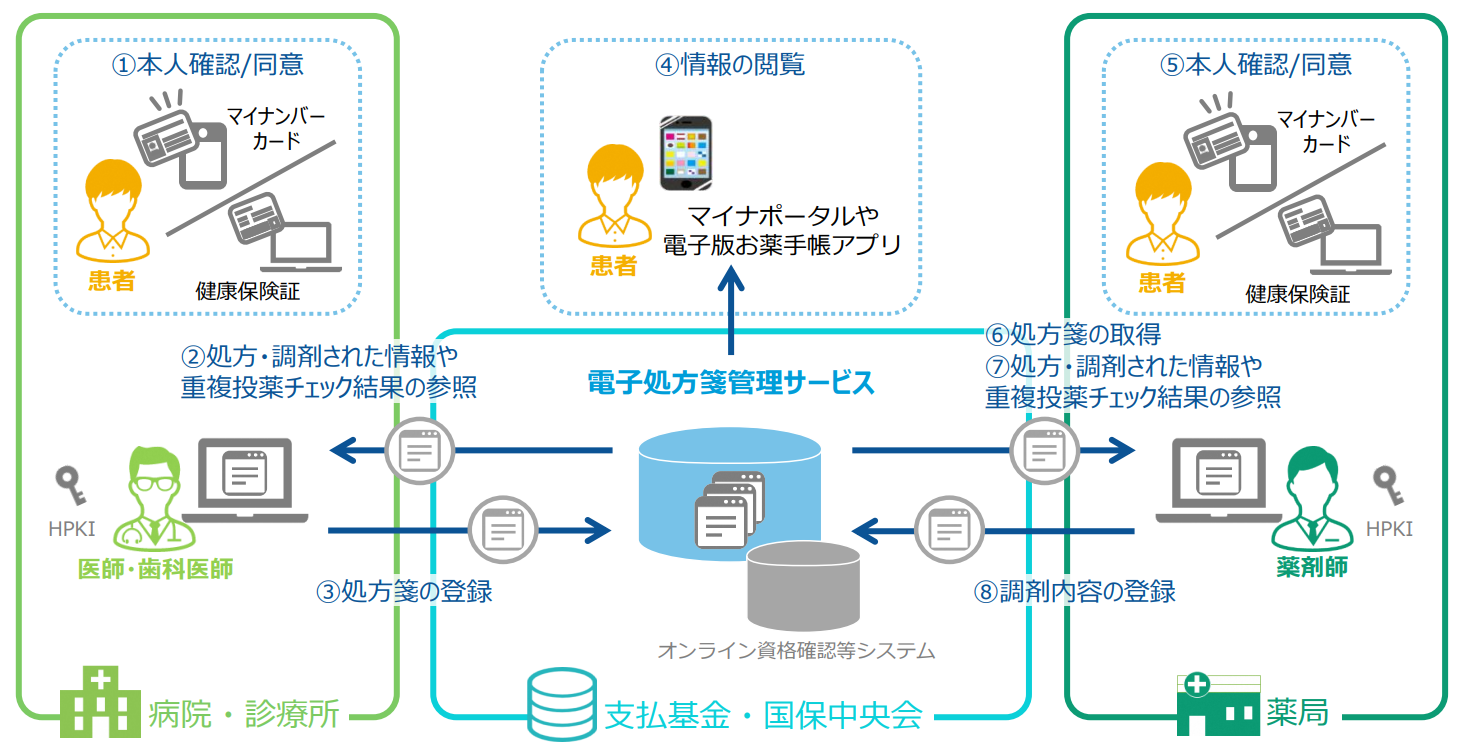 ①本人確認/同意
マイナンバー
カード
患者
健康保険証
②処方・調剤された情報や
重複投薬チェック結果の参照
HPKI
医師・歯科医師
③処方箋の登録
病院・診療所
④情報の閲覧
マイナポータルや
電子版お薬手帳アプリ
患者
電子処方箋管理サービス
オンライン資格確認等システム
支払基金・国保中央会
⑤本人確認/同意
マイナンバー
カード
患者
健康保険証
⑥処方箋の取得
⑦処方・調剤された情報や
重複投薬チェック結果の参照
HPKI
薬剤師
⑧調剤内容の登録
薬局